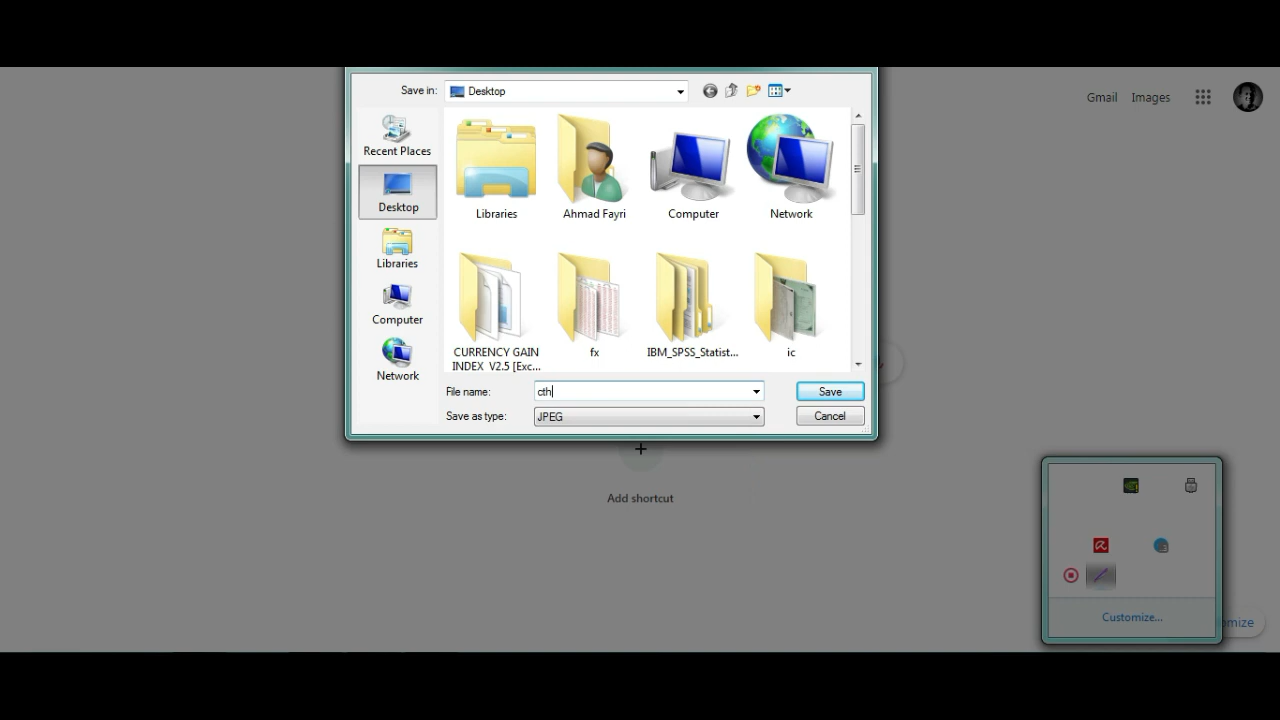 Save in:
Desktop
Gmail
Images
Recent Places
Desktop
Libraries
Computer
Network
Libraries
Ahmad Fayri
Computer
Network
CURRENCY GAIN
INDEX V2.5 [Exc...
fx
IBM_SPSS_Statist...
ic
File name:
cth
Save
Save as type:
JPEG
Cancel
Add shortcut
Customize...
omize